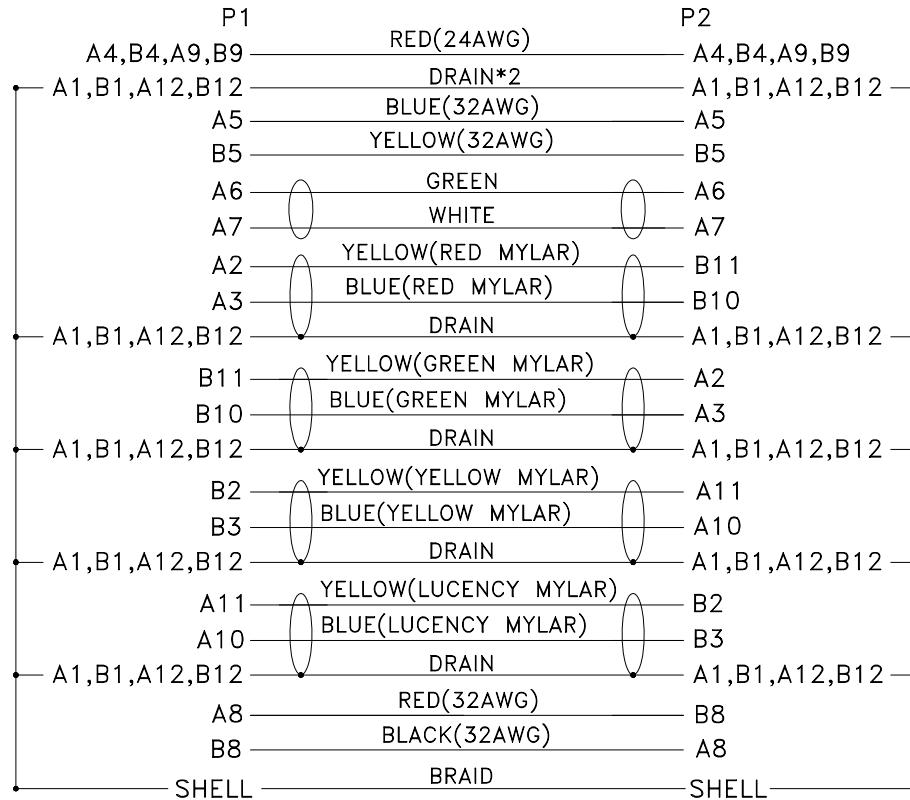 P1 P2
A4,B4,A9,B9 RED(24AWG) A4,B4,A9,B9
A1,B1,A12,B12 DRAIN*2 A1,B1,A12,B12
A5 BLUE(32AWG) A5
B5 YELLOW(32AWG) B5
A6 GREEN A6
A7 WHITE A7
A2 YELLOW(RED MYLAR) B11
A3 BLUE(RED MYLAR) B10
A1,B1,A12,B12 DRAIN A1,B1,A12,B12
B11 YELLOW(GREEN MYLAR) A2
B10 BLUE(GREEN MYLAR) A3
A1,B1,A12,B12 DRAIN A1,B1,A12,B12
B2 YELLOW(YELLOW MYLAR) A11
B3 BLUE(YELLOW MYLAR) A10
A1,B1,A12,B12 DRAIN A1,B1,A12,B12
A11 YELLOW(LUCENCY MYLAR) B2
A10 BLUE(LUCENCY MYLAR) B3
A1,B1,A12,B12 DRAIN A1,B1,A12,B12
A8 RED(32AWG) B8
B8 BLACK(32AWG) A8
SHELL BRAID SHELL